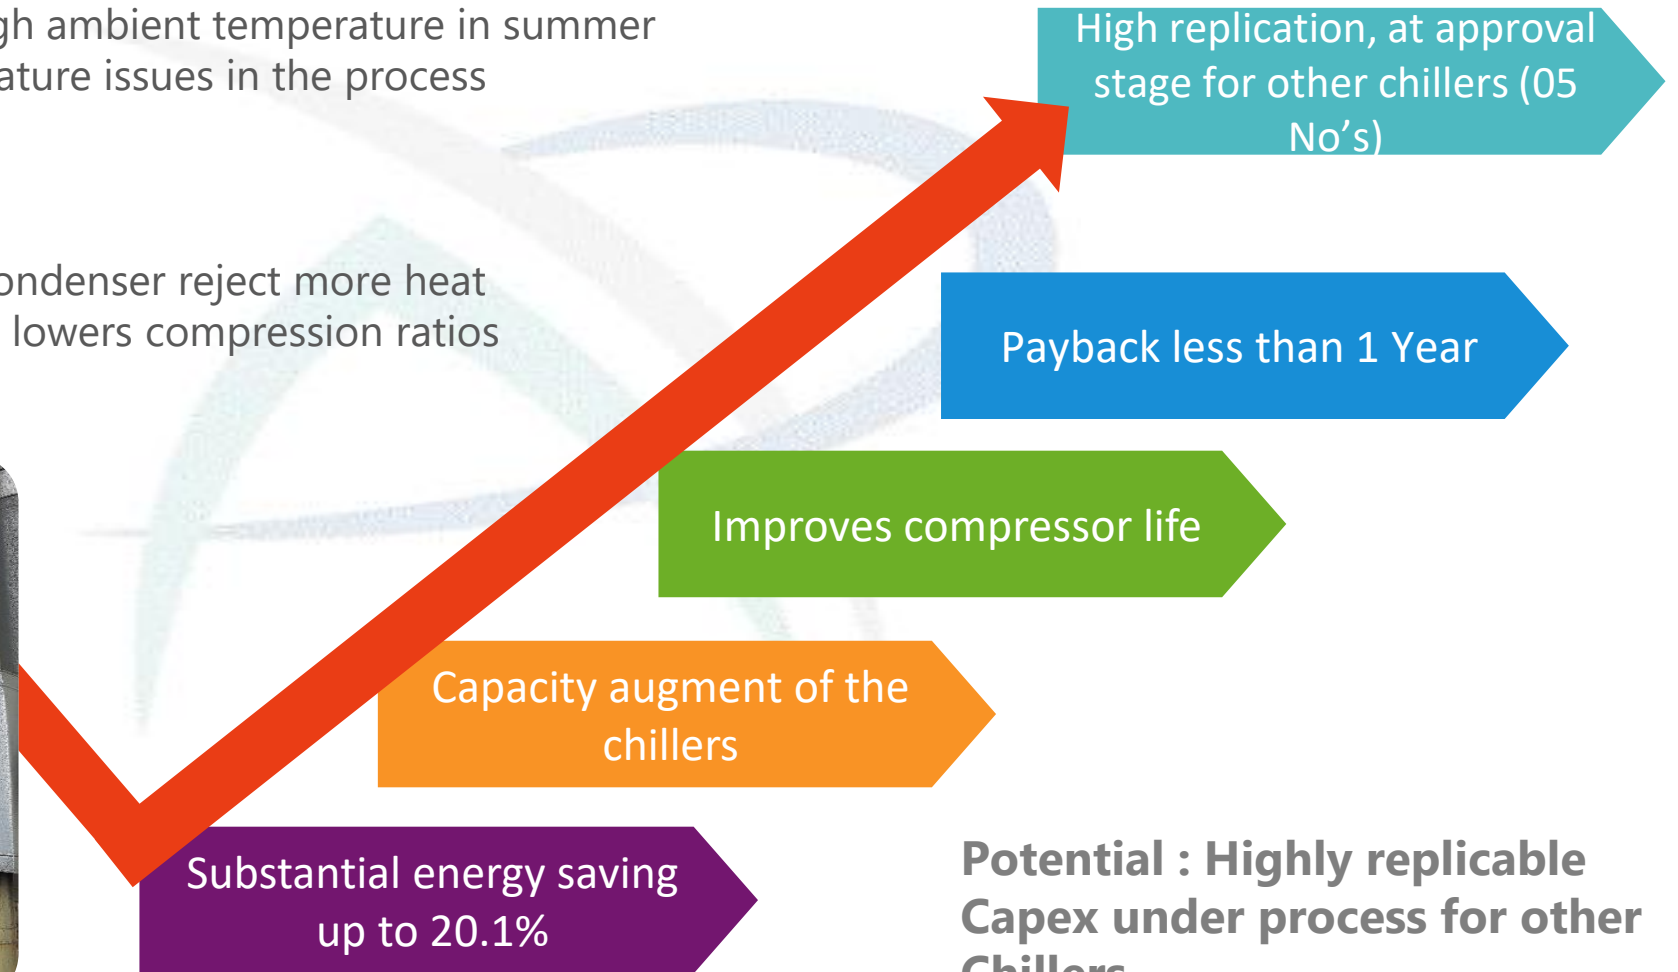 gh ambient temperature in summer
ature issues in the process
ondenser reject more heat
lowers compression ratios
High replication, at approval
stage for other chillers (05
No’s)
Payback less than 1 Year
Improves compressor life
Capacity augment of the
chillers
Substantial energy saving
up to 20.1%
Potential : Highly replicable
Capex under process for other
Chillers